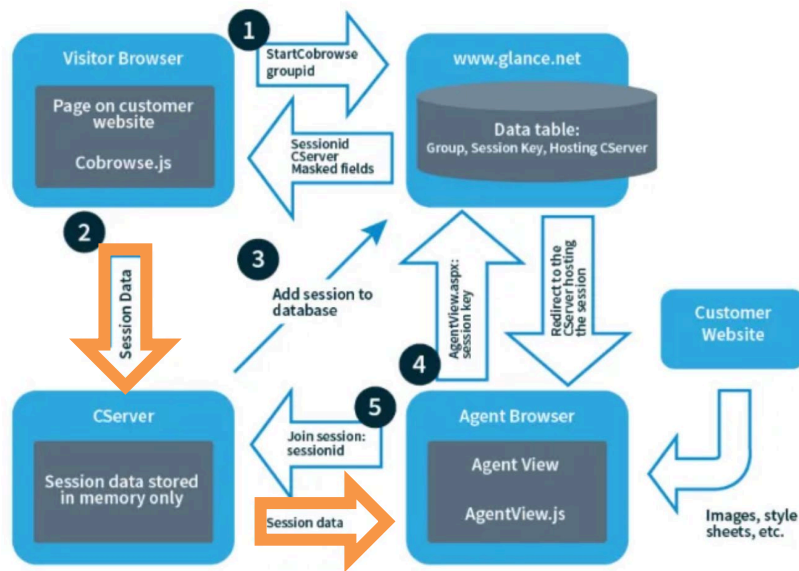 1
StartCobrowse
groupid
Visitor Browser
Page on customer
website
Cobrowse.js
www.glance.net
Data table:
Group, Session Key, Hosting CServer
Sessionid
CServer
Masked fields
2
Session Data
3
Add session to
database
AgentView.aspx:
session key
Redirect to the
CServer hosting
the session
4
Customer
Website
CServer
Session data stored
in memory only
5
Join session:
sessionid
Session data
Agent Browser
Agent View
AgentView.js
Images, style
sheets, etc.